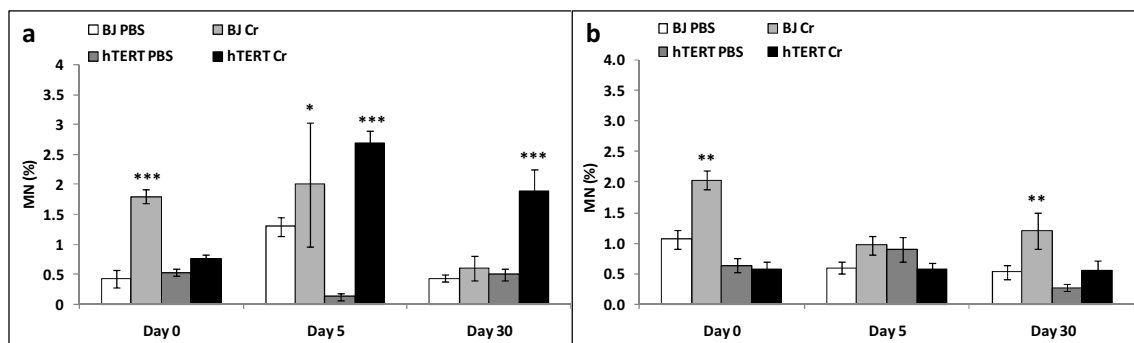 a
BJ PBS BJ Cr
hTERT PBS hTERT Cr
MN (%)
4
3.5
3
2.5
2
1.5
1
0.5
0
***
*
***
***
Day 0 Day 5 Day 30
b
BJ PBS BJ Cr
hTERT PBS hTERT Cr
MN (%)
4.0
3.5
3.0
2.5
2.0
1.5
1.0
0.5
0.0
**
**
Day 0 Day 5 Day 30